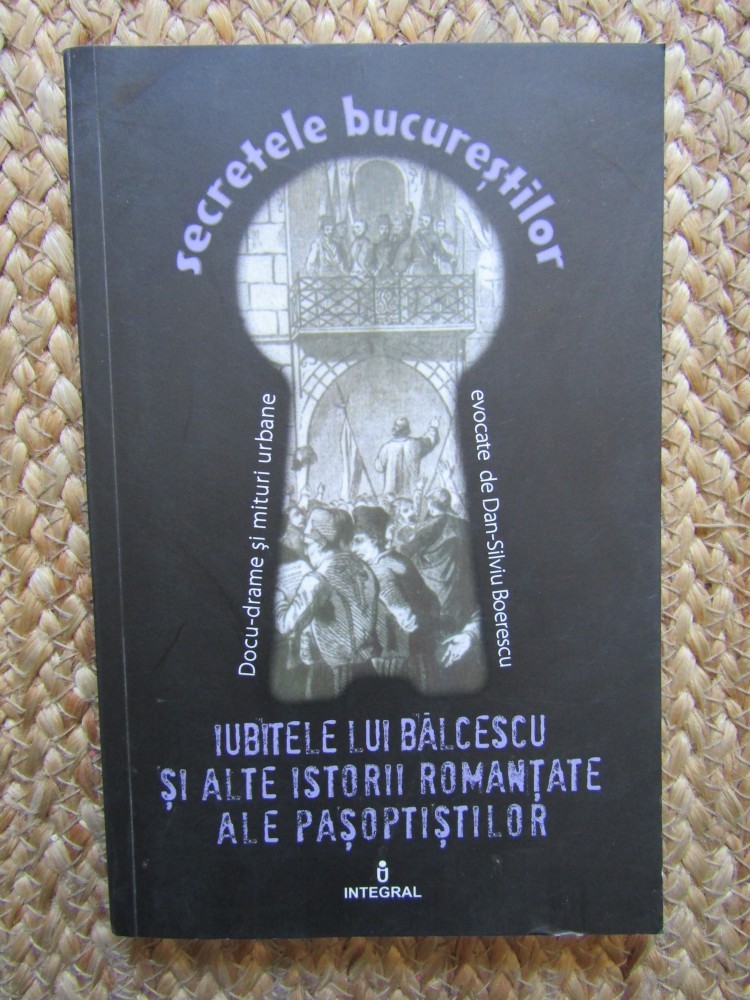 secretele bucureştilor
Docu-drame și mituri urbane
evocate de Dan-Silviu Boerescu
IUBITELE LUI BĂLCESCU
ȘI ALTE ISTORII ROMANȚATE
ALE PAȘOPTIȘTILOR
INTEGRAL